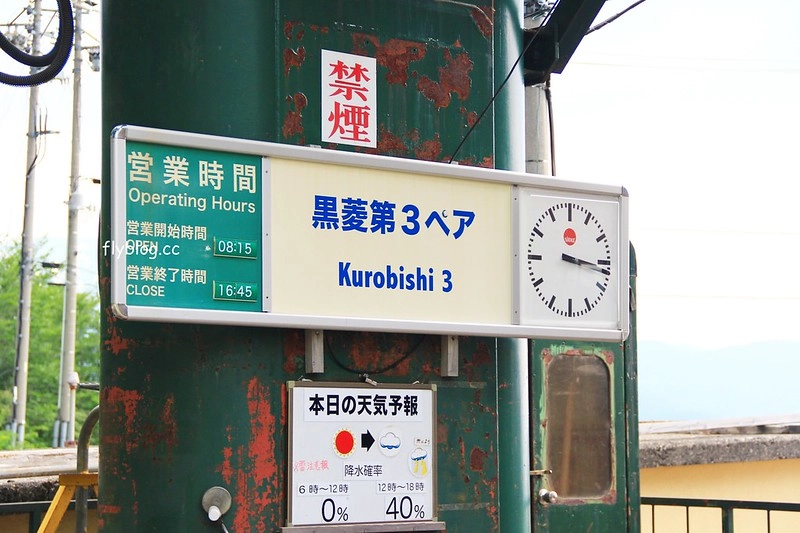 禁煙
営業時間
Operating Hours
営業開始時間
OPEN
08:15
営業終了時間
CLOSE
16:45
黒菱第3ペア
Kurobishi 3
flyblog.cc
本日の天気予報
降水確率
6時〜12時
12時〜18時
0%
40%